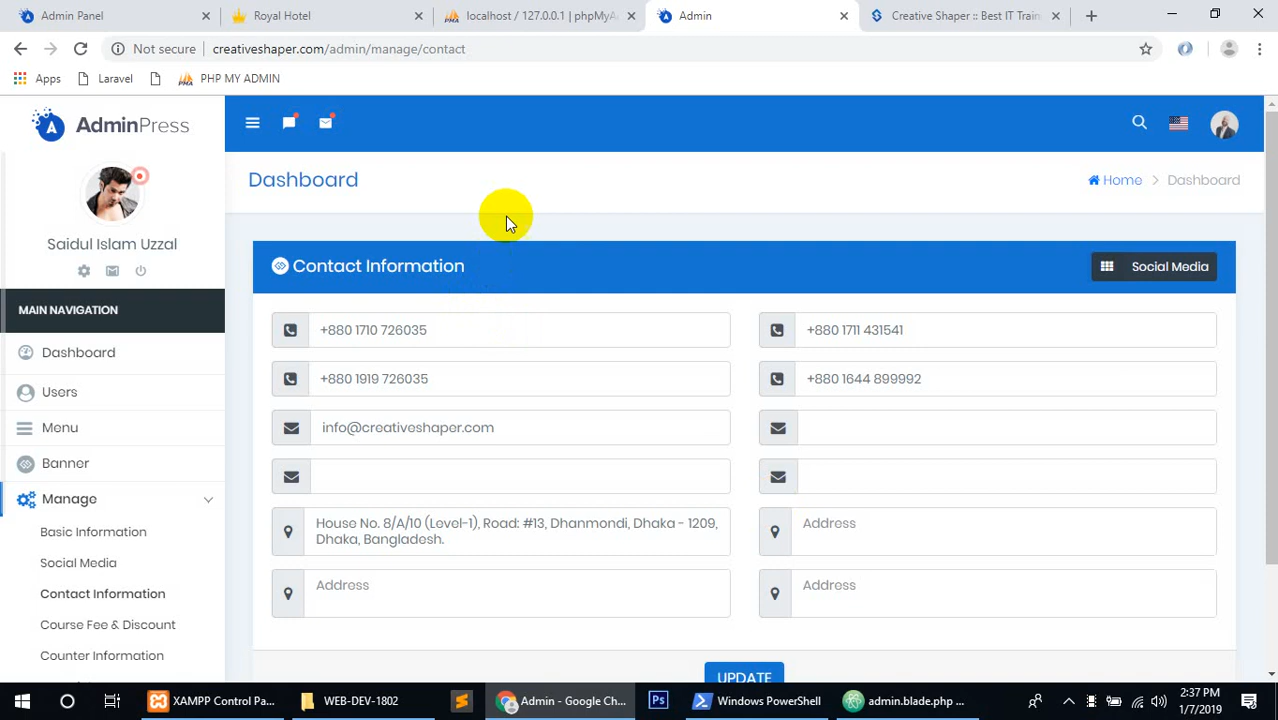 Admin Panel
Royal Hotel
localhost / 127.0.0.1 | phpMyA
Admin
Creative Shaper :: Best IT Train
Not secure
creativeshaper.com/admin/manage/contact
Apps
Laravel
PHP MY ADMIN
AdminPress
Saidul Islam Uzzal
MAIN NAVIGATION
Dashboard
Users
Menu
Banner
Manage
Basic Information
Social Media
Contact Information
Course Fee & Discount
Counter Information
Dashboard
Home > Dashboard
Contact Information
Social Media
+880 1710 726035
+880 1711 431541
+880 1919 726035
+880 1644 899992
info@creativeshaper.com
House No. 8/A/10 (Level-1), Road: #13, Dhanmondi, Dhaka - 1209,
Dhaka, Bangladesh.
Address
Address
Address
UPDATE
XAMPP Control Pa...
WEB-DEV-1802
Admin - Google Ch...
Ps
Windows PowerShell
admin.blade.php ...
2:37 PM
1/7/2019